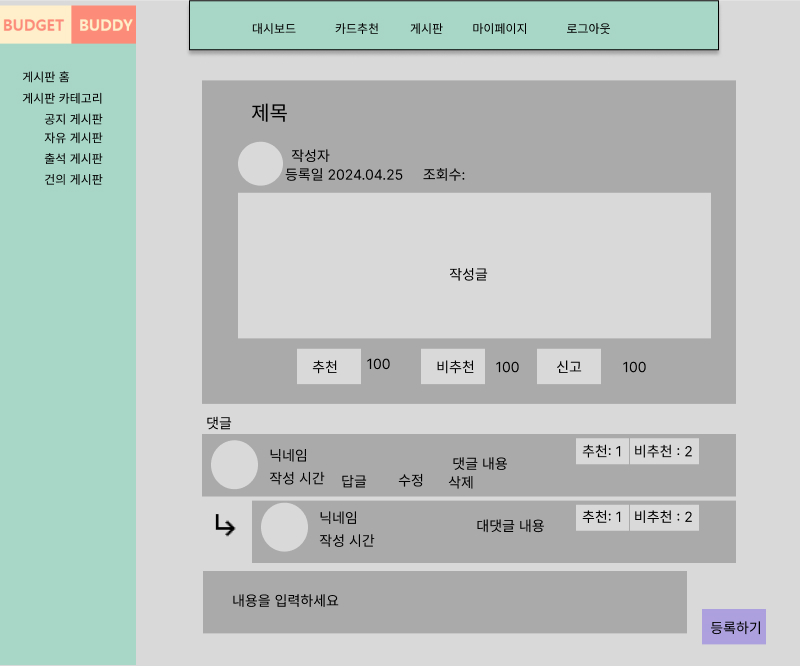 BUDGET BUDDY
대시보드 카드추천 게시판 마이페이지 로그아웃
게시판 홈
게시판 카테고리
공지 게시판
자유 게시판
출석 게시판
건의 게시판
제목
작성자
등록일 2024.04.25 조회수:
작성글
추천 100 비추천 100 신고 100
댓글
닉네임
작성 시간 답글 수정 삭제
댓글 내용
추천: 1 비추천 : 2
닉네임
작성 시간
대댓글 내용
추천: 1 비추천 : 2
내용을 입력하세요
등록하기